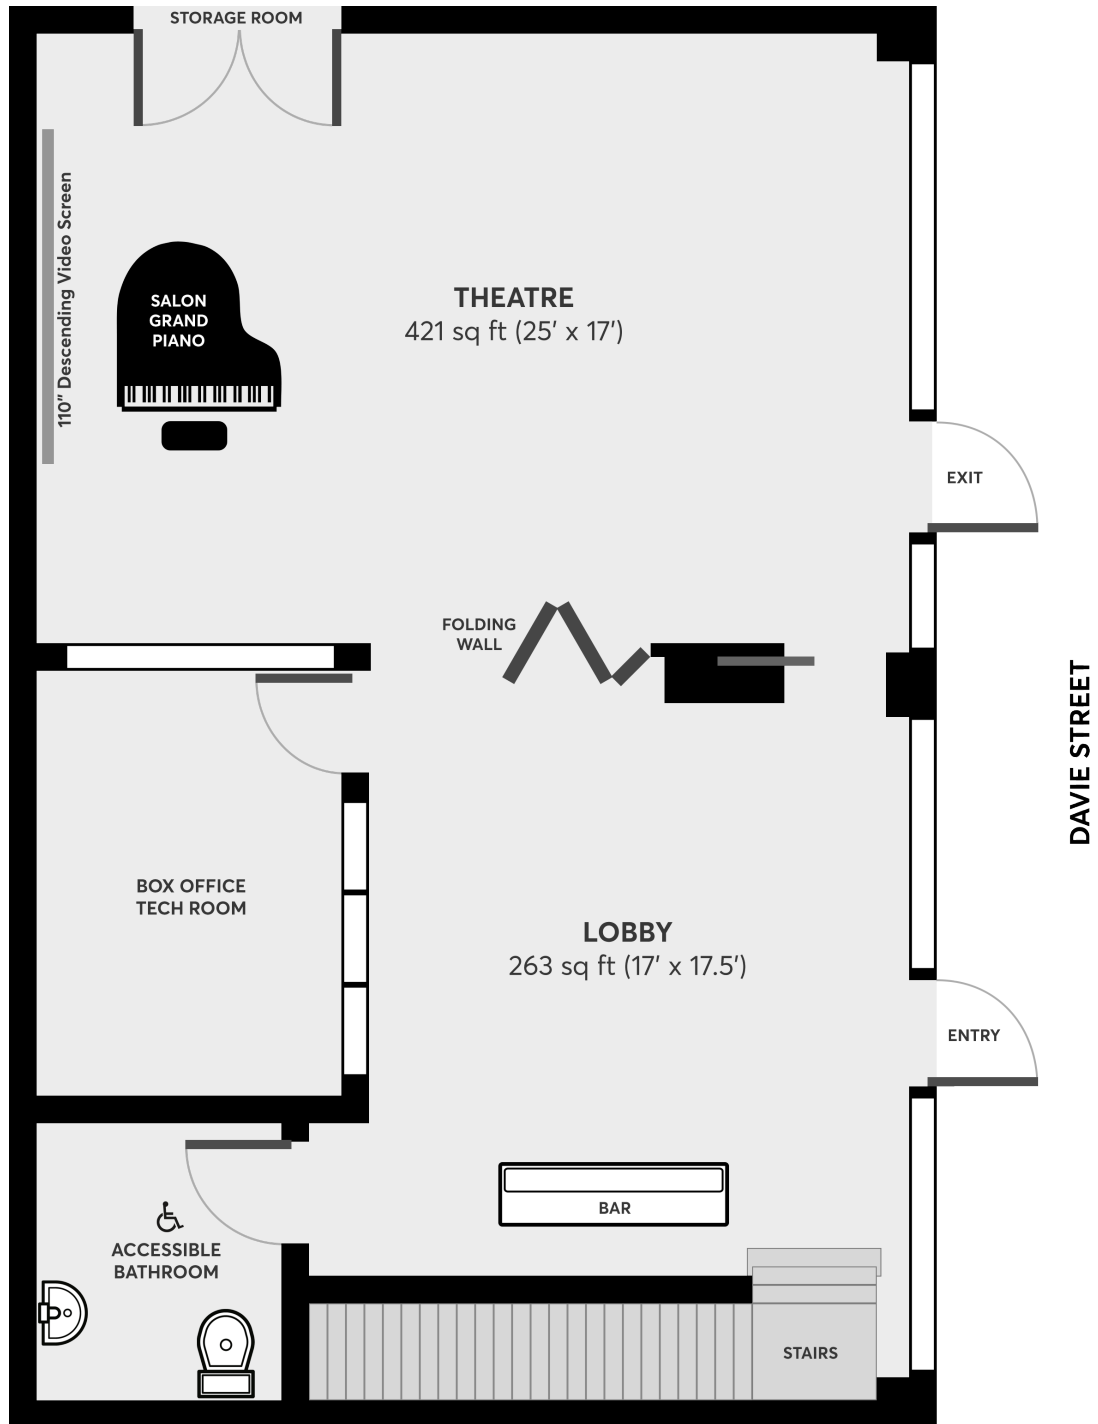 STORAGE ROOM
110" Descending Video Screen
SALON
GRAND
PIANO
THEATRE
421 sq ft (25' x 17')
EXIT
FOLDING
WALL
DAVIE STREET
BOX OFFICE
TECH ROOM
LOBBY
263 sq ft (17' x 17.5')
ENTRY
BAR
ACCESSIBLE
BATHROOM
STAIRS